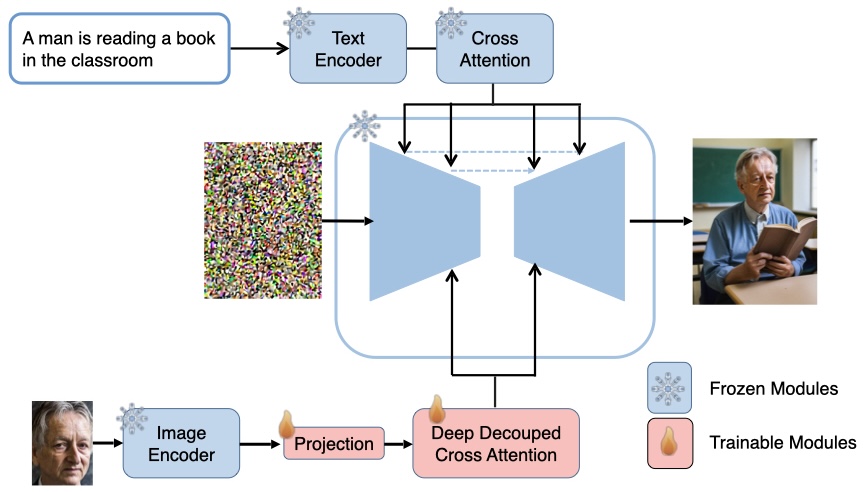 A man is reading a book
in the classroom
Text
Encoder
Cross
Attention
Image
Encoder
Projection
Deep Decoupled
Cross Attention
Frozen Modules
Trainable Modules